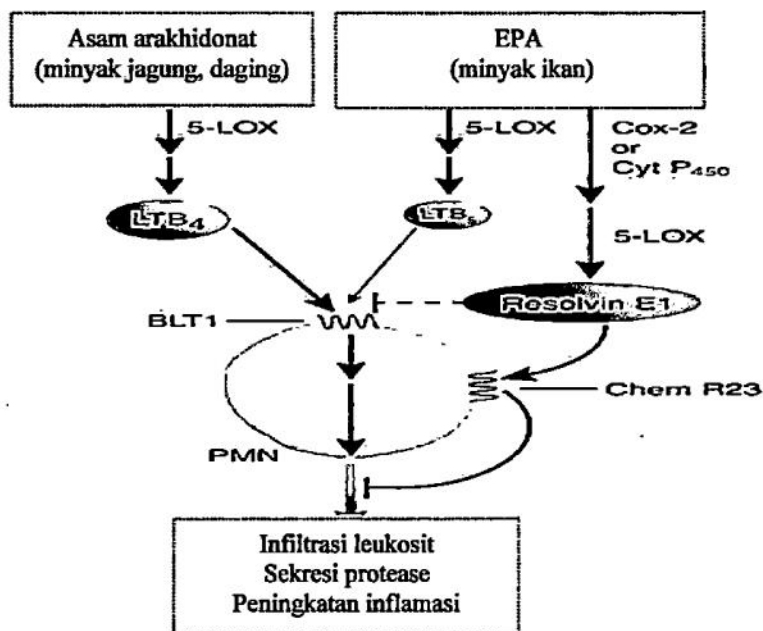 Asam arakhidonat
(minyak jagung, daging)
EPA
(minyak ikan)
5-LOX
5-LOX
Cox-2
or
Cyt P450
LTB4
LTB5
5-LOX
Resolvin E1
BLT1
Chem R23
PMN
Infiltrasi leukosit
Sekresi protease
Peningkatan inflamasi